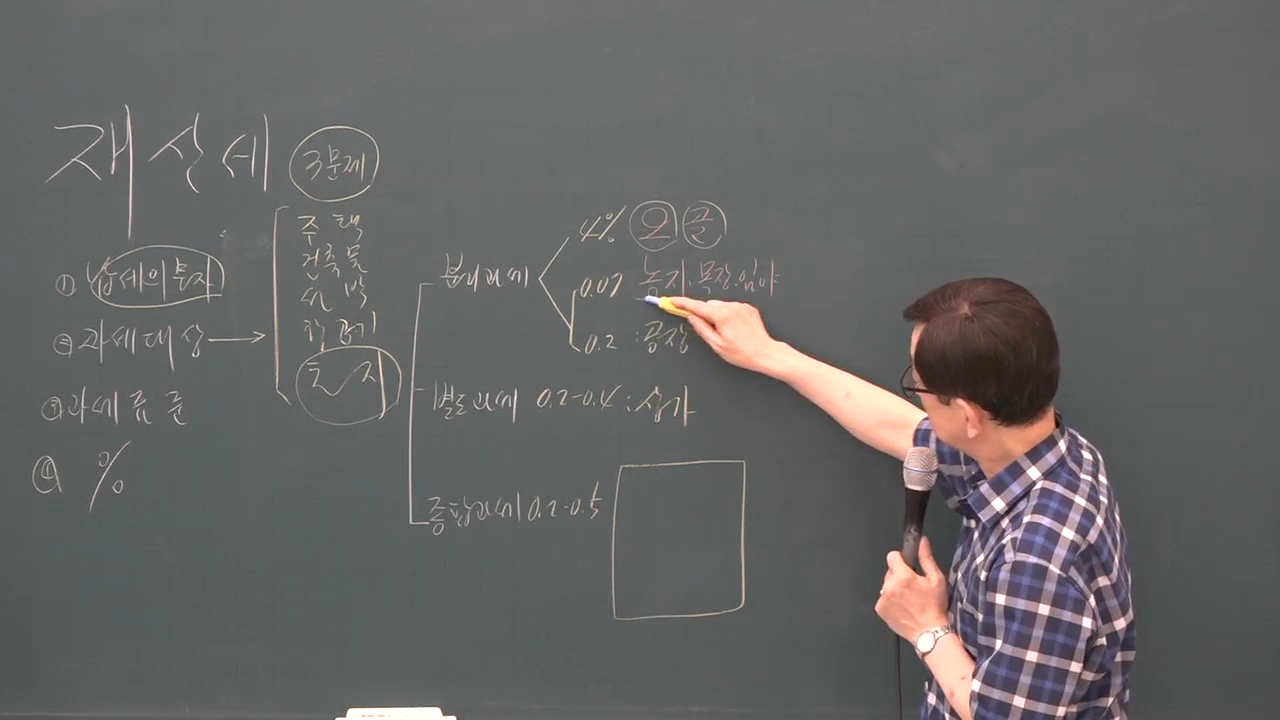 재산세 3문제
① 납세의무자
② 과세대상 →
③ 과세표준
④ %
주택
건축물
선박
항공기
토지
분리과세
4% 오 골
0.07 농지.목장.임야
0.2 : 공장
별도과세 0.2-0.4 : 상가
종합과세 0.2-0.5